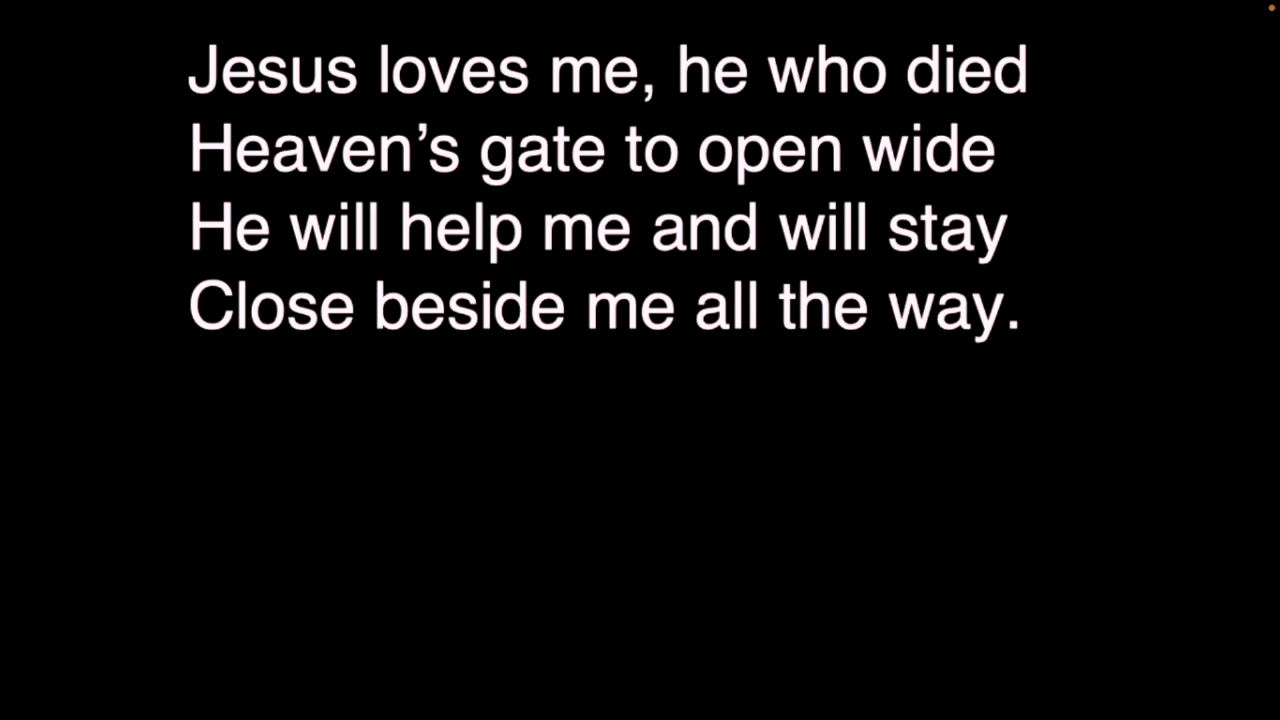 Jesus loves me, he who died
Heaven’s gate to open wide
He will help me and will stay
Close beside me all the way.